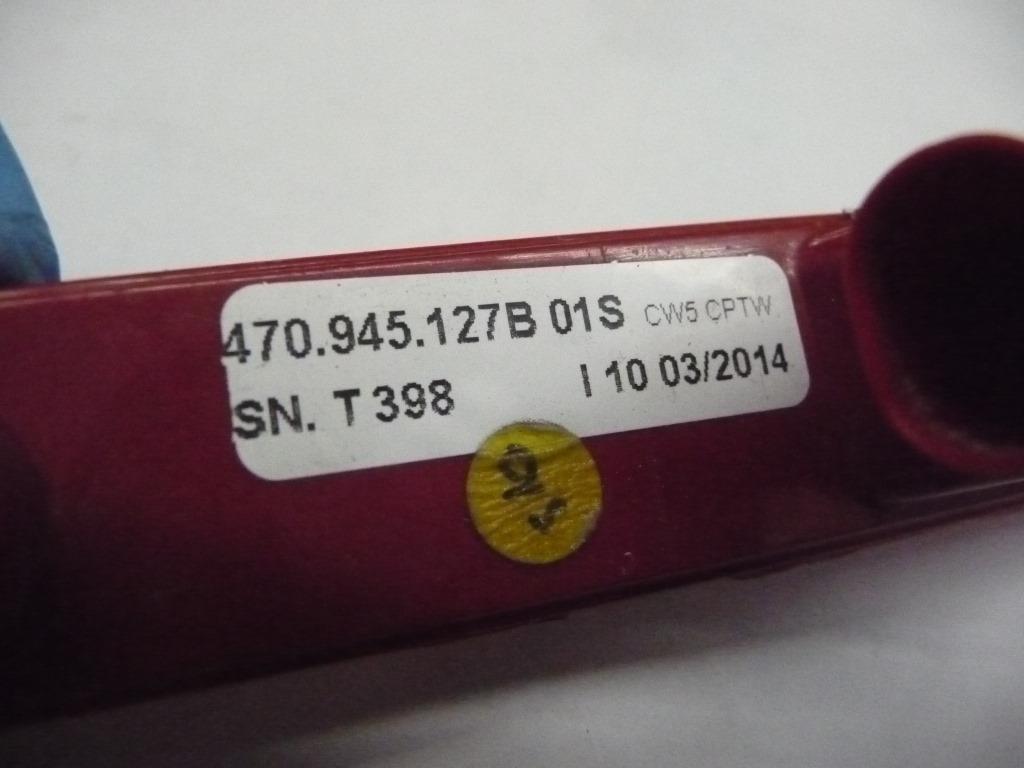 470.945.127B 01S CW5 CPTW
SN. T 398 I 10 03/2014